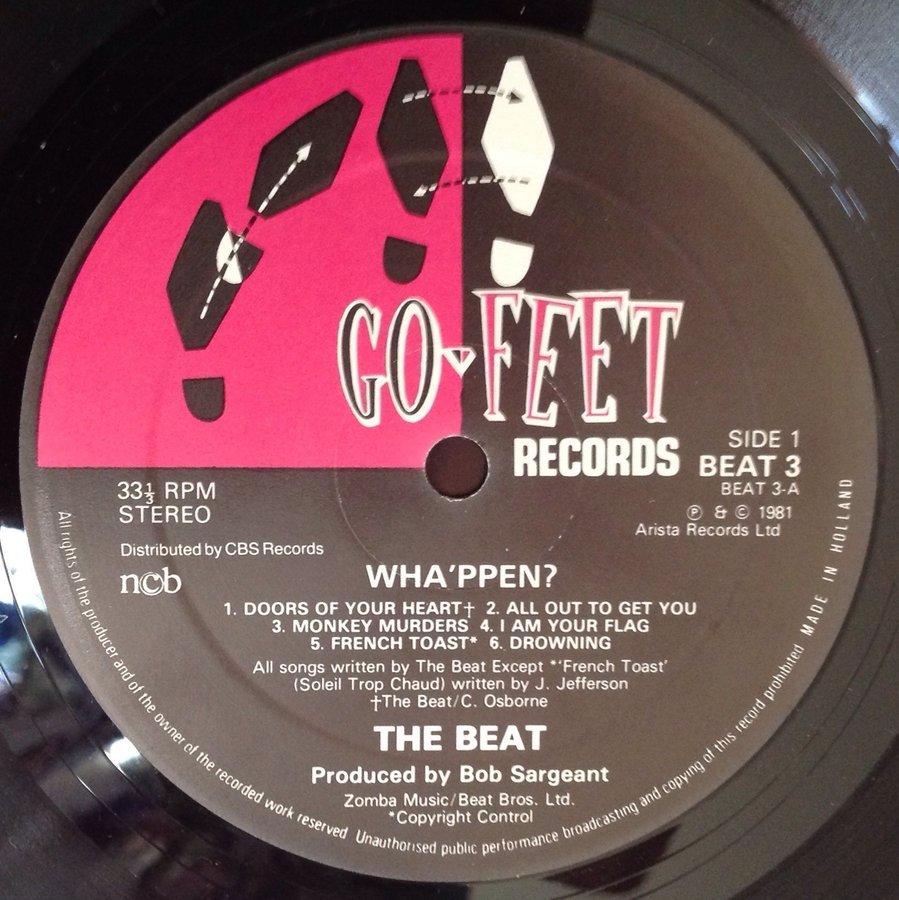 GO-FEET
RECORDS
SIDE 1
BEAT 3
BEAT 3-A
℗ & © 1981
Arista Records Ltd
33⅓ RPM
STEREO
Distributed by CBS Records
ncb
WHA'PPEN?
1. DOORS OF YOUR HEART† 2. ALL OUT TO GET YOU
3. MONKEY MURDERS 4. I AM YOUR FLAG
5. FRENCH TOAST* 6. DROWNING
All songs written by The Beat Except *'French Toast'
(Soleil Trop Chaud) written by J. Jefferson
†The Beat/C. Osborne
THE BEAT
Produced by Bob Sargeant
Zomba Music/Beat Bros. Ltd.
*Copyright Control
All rights of the producer and of the owner of the recorded work reserved Unauthorised public performance broadcasting and copying of this record prohibited MADE IN HOLLAND